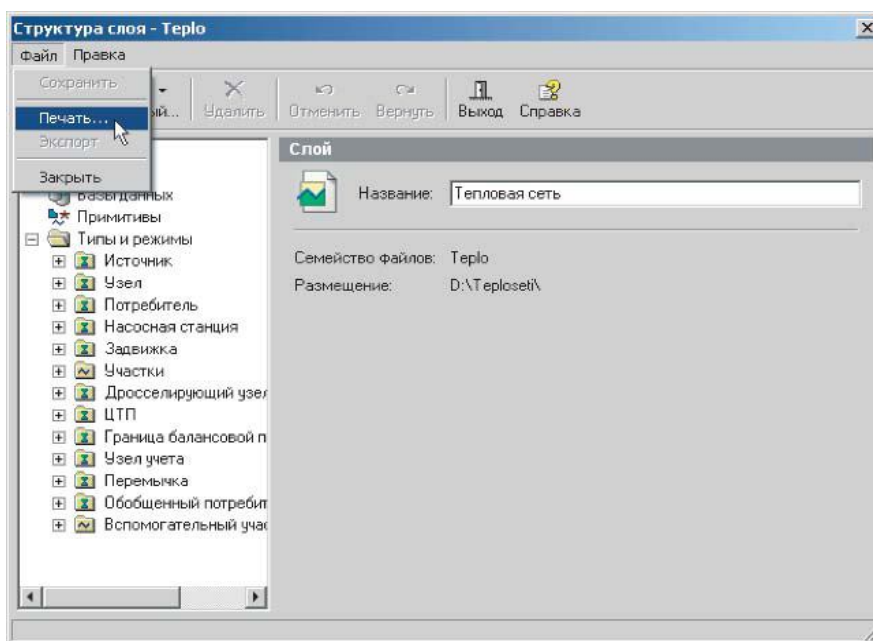 Структура слоя - Teplo
Файл Правка
Сохранить
Печать...
Экспорт
Закрыть
Удалить Отменить Вернуть Выход Справка
Слой
Название: Тепловая сеть
Семейство файлов: Teplo
Размещение: D:\Teploseti\
Базы данных
Примитивы
Типы и режимы
Источник
Узел
Потребитель
Насосная станция
Задвижка
Участки
Дросселирующий узел
ЦТП
Граница балансовой п
Узел учета
Перемычка
Обобщенный потребит
Вспомогательный учас